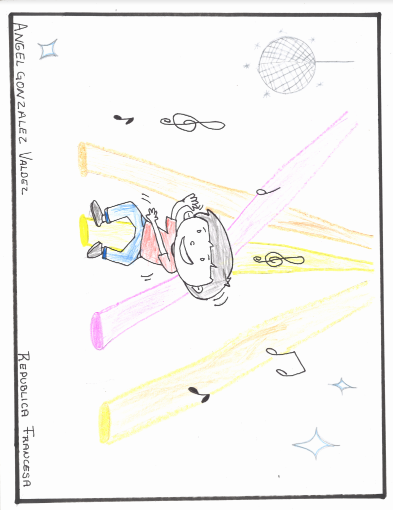 ANGEL GONZALEZ VALDEZ
REPUBLICA FRANCESA